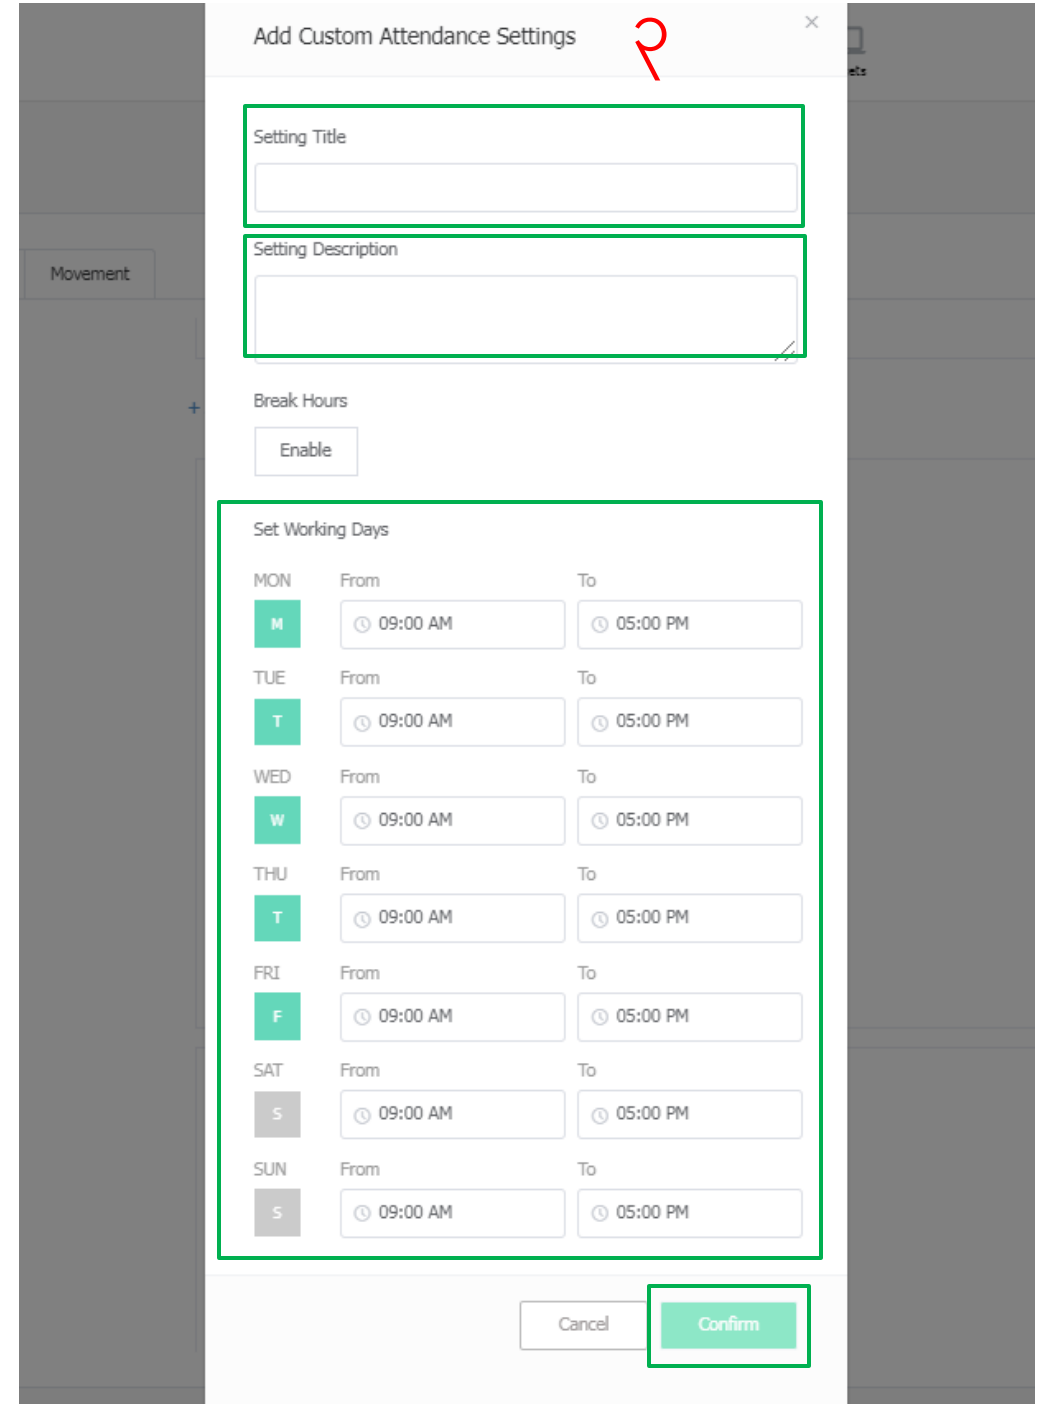 Add Custom Attendance Settings २ ×
ets
Setting Title
Setting Description
Movement
+
Break Hours
Enable
Set Working Days
MON From To
M 09:00 AM 05:00 PM
TUE From To
T 09:00 AM 05:00 PM
WED From To
W 09:00 AM 05:00 PM
THU From To
T 09:00 AM 05:00 PM
FRI From To
F 09:00 AM 05:00 PM
SAT From To
S 09:00 AM 05:00 PM
SUN From To
S 09:00 AM 05:00 PM
Cancel Confirm